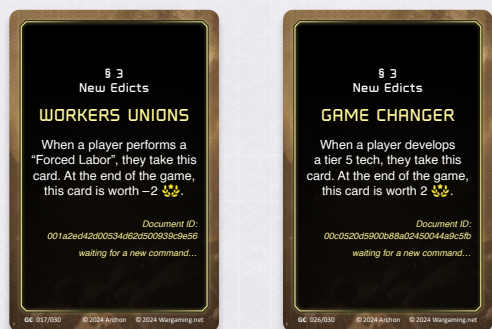 § 3
New Edicts
WORKERS UNIONS
When a player performs a
“Forced Labor”, they take this
card. At the end of the game,
this card is worth –2 .
Document ID:
001a2ed42d00534d62d500939c9e56
waiting for a new command...
GC 017/030 © 2024 Archon © 2024 Wargaming.net
§ 3
New Edicts
GAME CHANGER
When a player develops
a tier 5 tech, they take this
card. At the end of the game,
this card is worth 2 .
Document ID:
00c0520d5900b88a02450044a9c5fb
waiting for a new command...
GC 026/030 © 2024 Archon © 2024 Wargaming.net